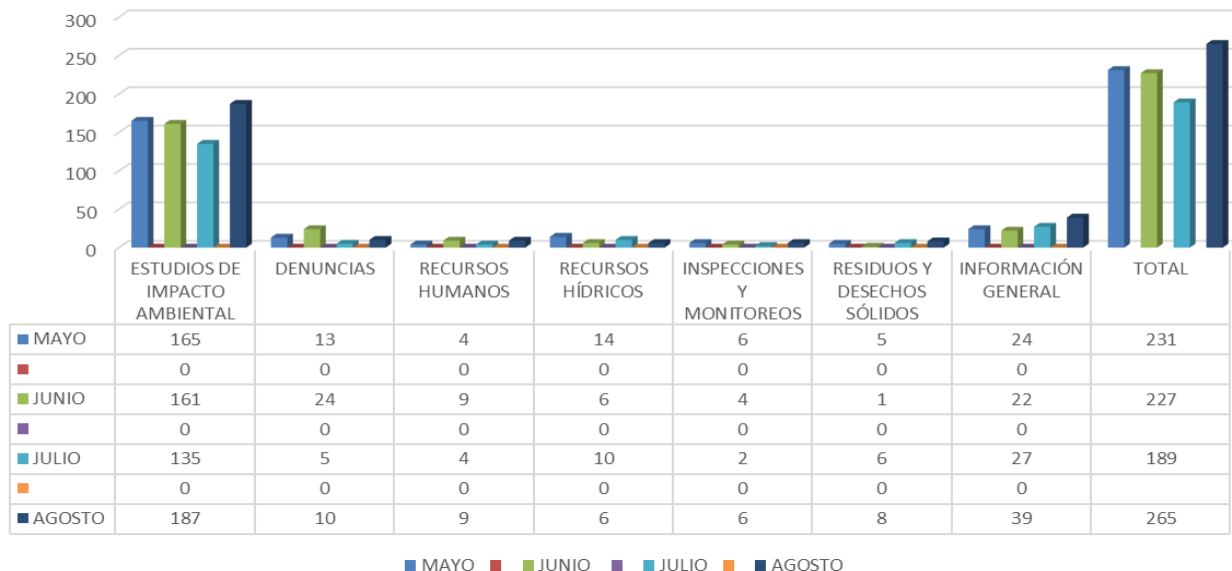 300
250
200
150
100
50
0
ESTUDIOS DE IMPACTO AMBIENTAL DENUNCIAS RECURSOS HUMANOS RECURSOS HÍDRICOS INSPECCIONES Y MONITOREOS RESIDUOS Y DESECHOS SÓLIDOS INFORMACIÓN GENERAL TOTAL
MAYO 165 13 4 14 6 5 24 231
0 0 0 0 0 0 0
JUNIO 161 24 9 6 4 1 22 227
0 0 0 0 0 0 0
JULIO 135 5 4 10 2 6 27 189
0 0 0 0 0 0 0
AGOSTO 187 10 9 6 6 8 39 265
MAYO JUNIO JULIO AGOSTO